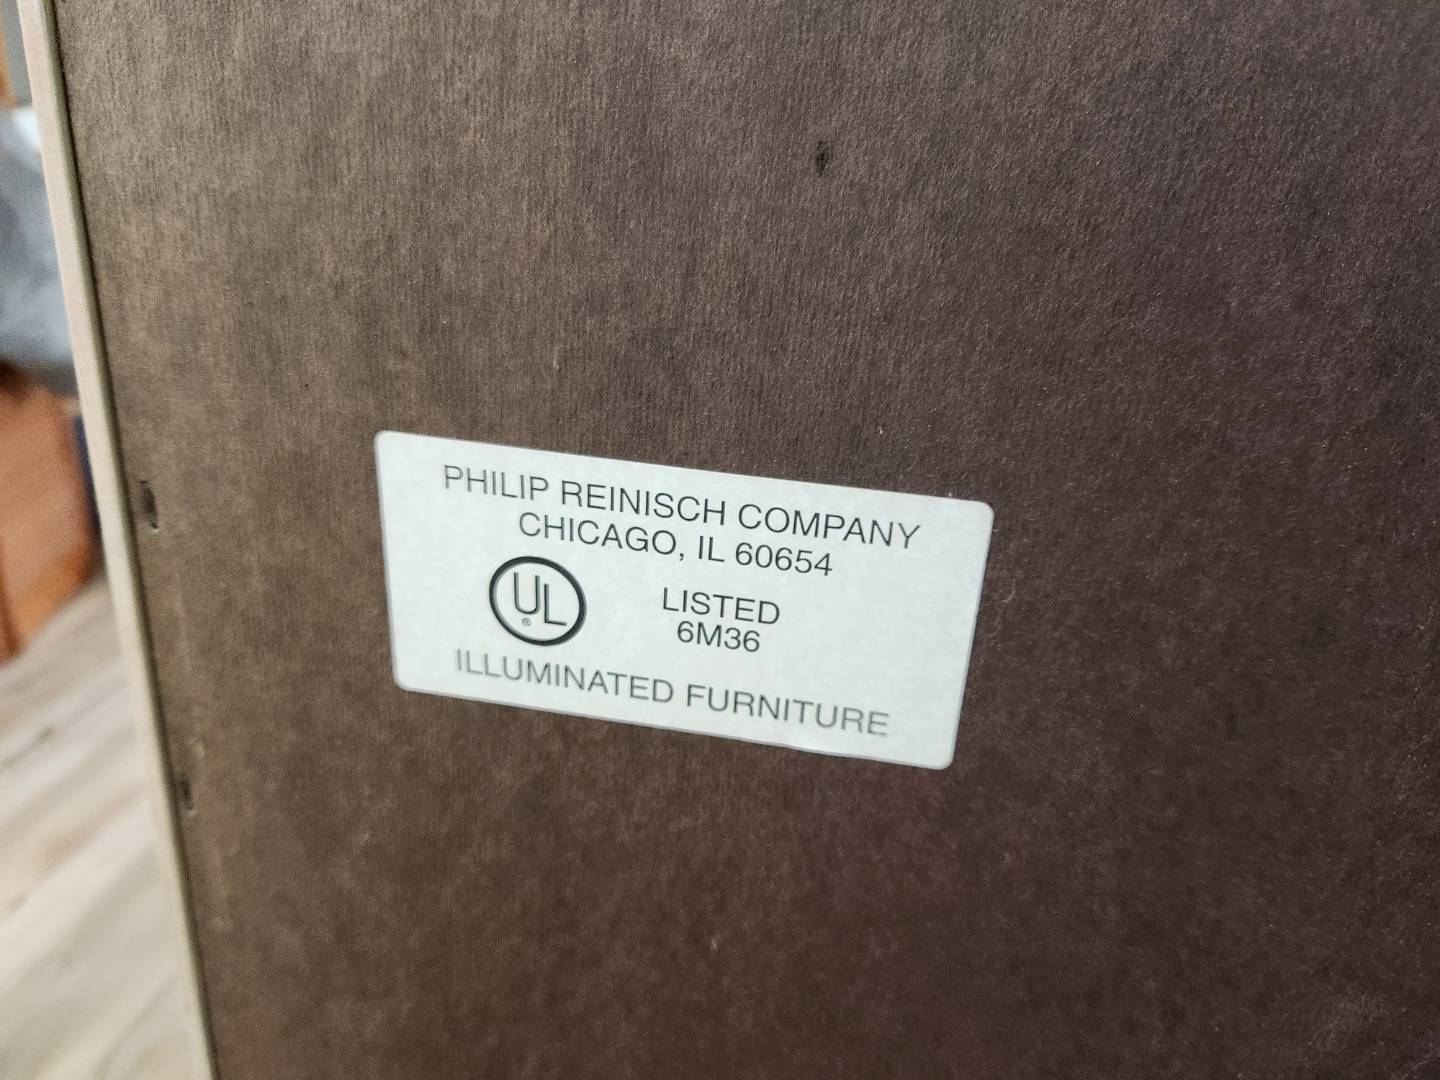 PHILIP REINISCH COMPANY
CHICAGO, IL 60654
UL ®
LISTED
6M36
ILLUMINATED FURNITURE